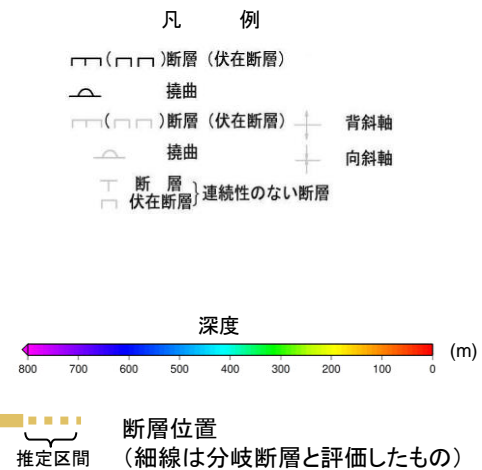 凡 例
断層（伏在断層）
撓曲
断層（伏在断層） 背斜軸
撓曲 向斜軸
断 層
伏在断層
連続性のない断層
深度
800 700 600 500 400 300 200 100 0 (m)
断層位置
推定区間 （細線は分岐断層と評価したもの）